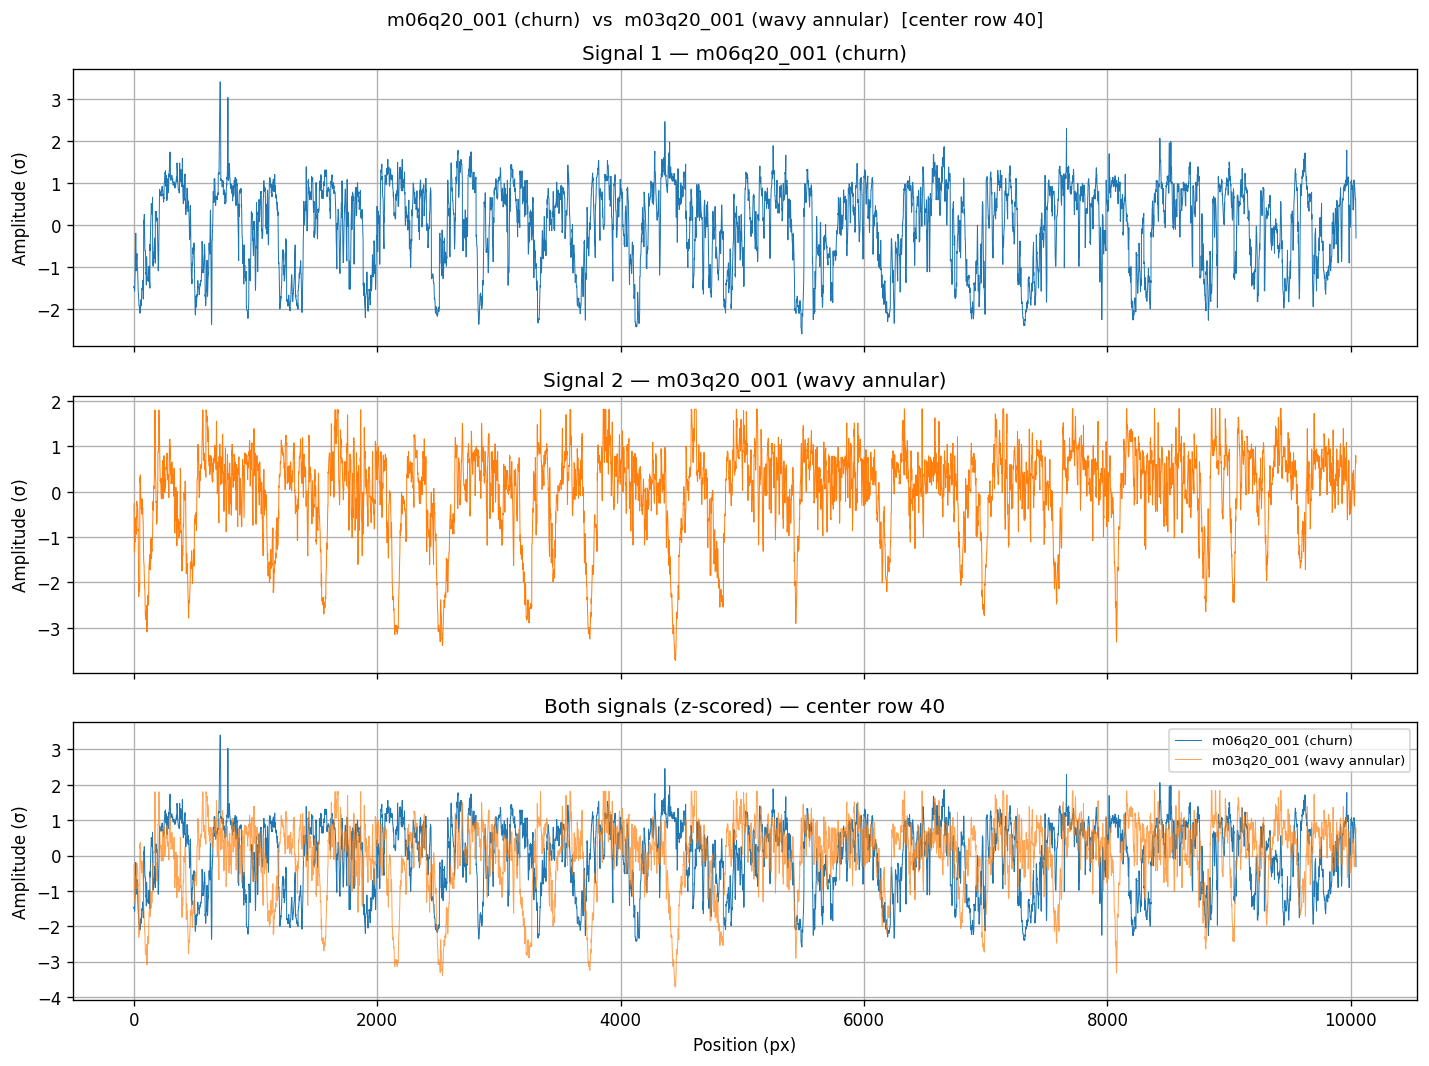 m06q20_001 (churn)  vs  m03q20_001 (wavy annular)  [center row 40]
Signal 1 — m06q20_001 (churn)
Amplitude (σ)
3
2
1
0
−1
−2
Signal 2 — m03q20_001 (wavy annular)
Amplitude (σ)
2
1
0
−1
−2
−3
Both signals (z-scored) — center row 40
m06q20_001 (churn)
m03q20_001 (wavy annular)
Amplitude (σ)
3
2
1
0
−1
−2
−3
−4
0 2000 4000 6000 8000 10000
Position (px)